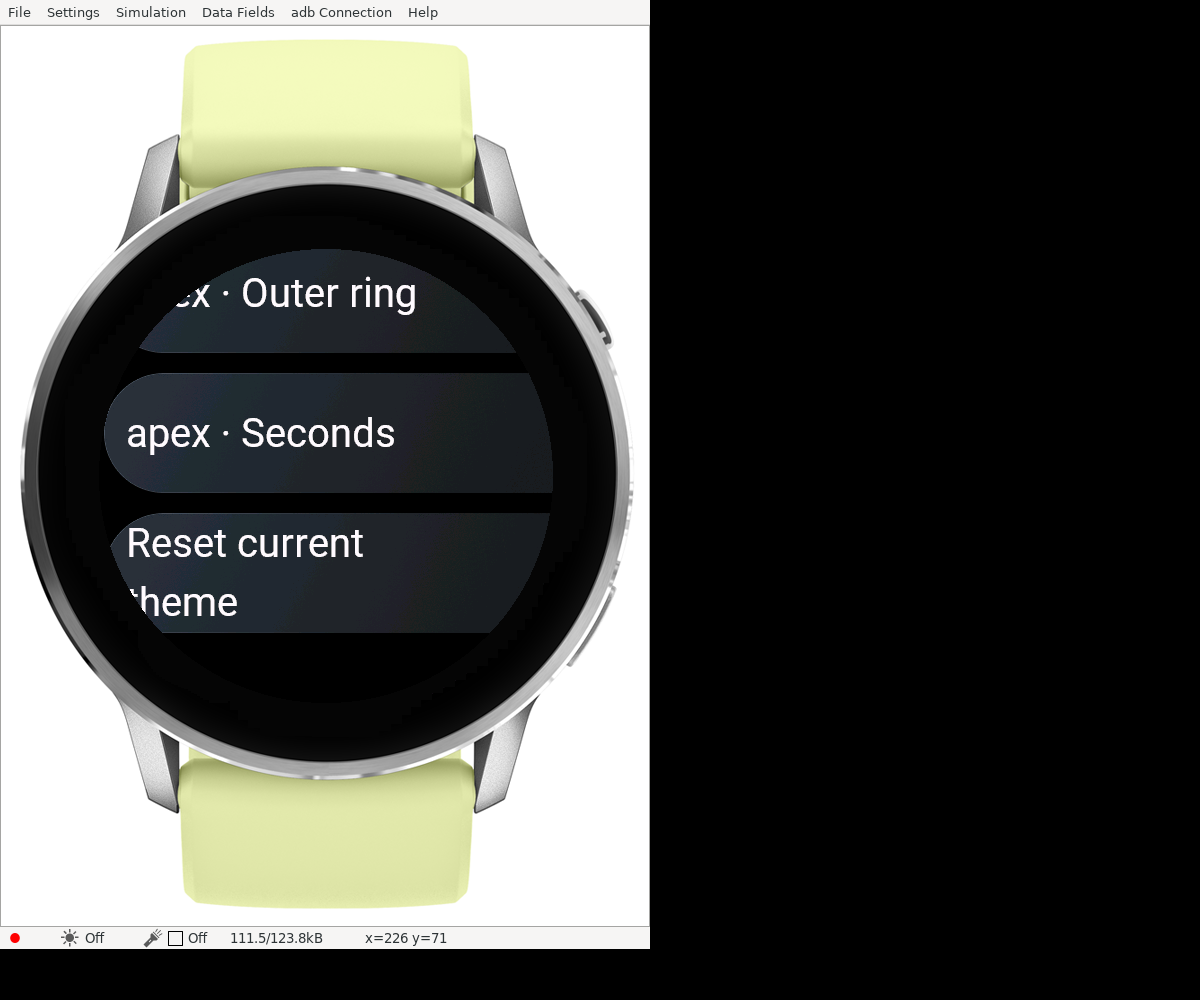 File Settings Simulation Data Fields adb Connection Help
ex · Outer ring
apex · Seconds
Reset current
theme
Off Off 111.5/123.8kB x=226 y=71